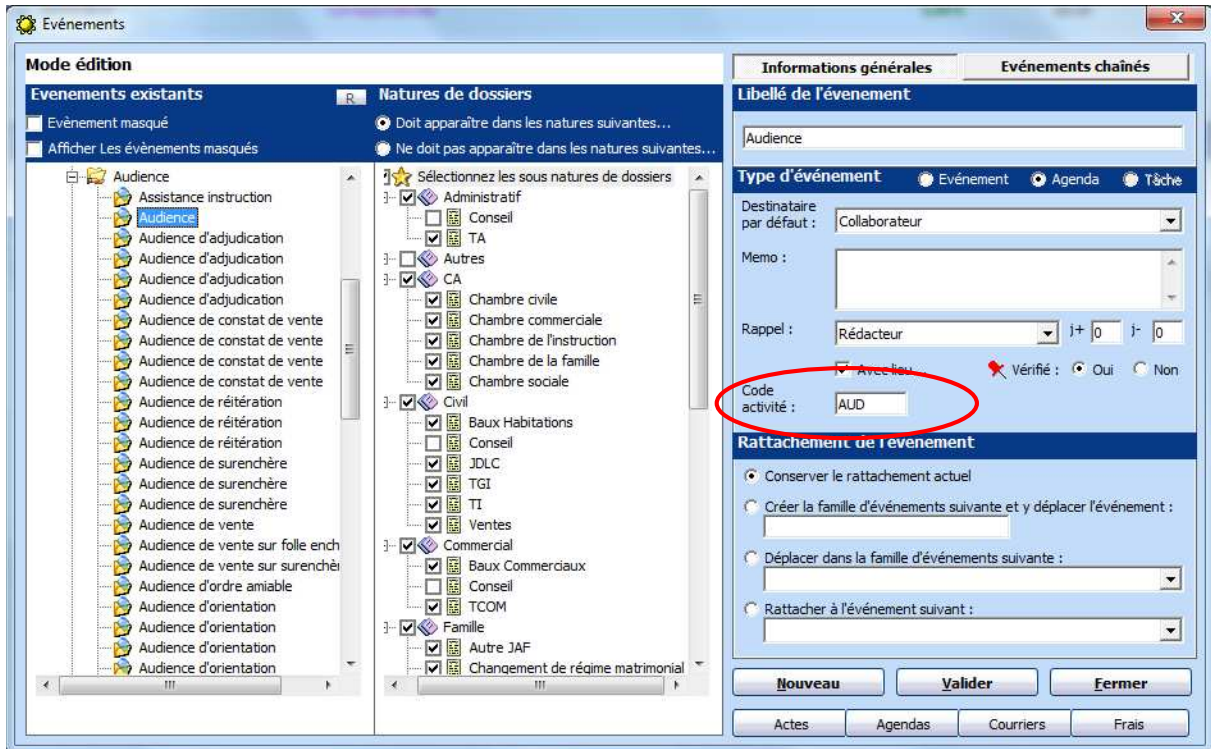 Evénements
Mode édition
Evenements existants
R
Evènement masqué
Afficher Les évènements masqués
Audience
Assistance instruction
Audience
Audience d'adjudication
Audience d'adjudication
Audience d'adjudication
Audience d'adjudication
Audience de constat de vente
Audience de constat de vente
Audience de constat de vente
Audience de constat de vente
Audience de réitération
Audience de réitération
Audience de réitération
Audience de surenchère
Audience de surenchère
Audience de surenchère
Audience de vente
Audience de vente sur folle ench
Audience de vente sur surenchèr
Audience d'ordre amiable
Audience d'orientation
Audience d'orientation
Audience d'orientation
Audience d'orientation
Natures de dossiers
Doit apparaître dans les natures suivantes...
Ne doit pas apparaître dans les natures suivantes...
Sélectionnez les sous natures de dossiers
Administratif
Conseil
TA
Autres
CA
Chambre civile
Chambre commerciale
Chambre de l'instruction
Chambre de la famille
Chambre sociale
Civil
Baux Habitations
Conseil
JDLC
TGI
TI
Ventes
Commercial
Baux Commerciaux
Conseil
TCOM
Famille
Autre JAF
Changement de régime matrimonial
Informations générales Evénements chaînés
Libellé de l'évenement
Audience
Type d'événement Evénement Agenda Tâche
Destinataire
par défaut : Collaborateur
Memo :
Rappel : Rédacteur j+ 0 j- 0
Avec lieu... Vérifié : Oui Non
Code
activité : AUD
Rattachement de l'évenement
Conserver le rattachement actuel
Créer la famille d'événements suivante et y déplacer l'événement :
Déplacer dans la famille d'événements suivante :
Rattacher à l'événement suivant :
Nouveau Valider Fermer
Actes Agendas Courriers Frais